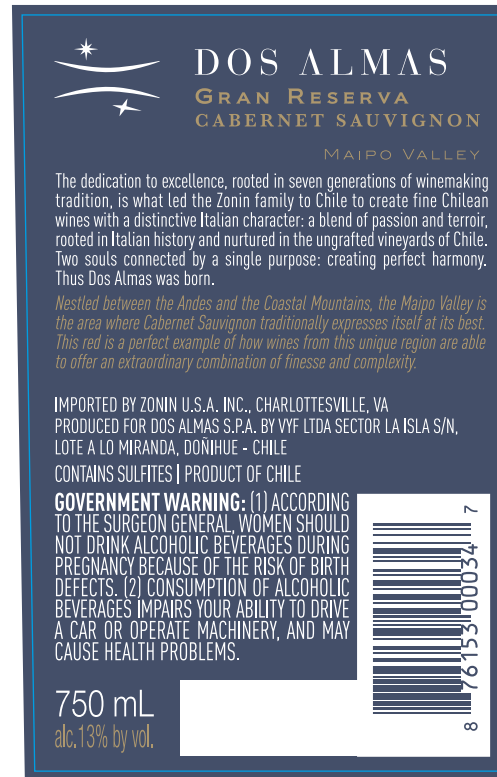 DOS ALMAS
GRAN RESERVA
CABERNET SAUVIGNON
MAIPO VALLEY
The dedication to excellence, rooted in seven generations of winemaking
tradition, is what led the Zonin family to Chile to create fine Chilean
wines with a distinctive Italian character: a blend of passion and terroir,
rooted in Italian history and nurtured in the ungrafted vineyards of Chile.
Two souls connected by a single purpose: creating perfect harmony.
Thus Dos Almas was born.
Nestled between the Andes and the Coastal Mountains, the Maipo Valley is
the area where Cabernet Sauvignon traditionally expresses itself at its best.
This red is a perfect example of how wines from this unique region are able
to offer an extraordinary combination of finesse and complexity.
IMPORTED BY ZONIN U.S.A. INC., CHARLOTTESVILLE, VA
PRODUCED FOR DOS ALMAS S.P.A. BY VYF LTDA SECTOR LA ISLA S/N,
LOTE A LO MIRANDA, DOÑIHUE - CHILE
CONTAINS SULFITES | PRODUCT OF CHILE
GOVERNMENT WARNING: (1) ACCORDING
TO THE SURGEON GENERAL, WOMEN SHOULD
NOT DRINK ALCOHOLIC BEVERAGES DURING
PREGNANCY BECAUSE OF THE RISK OF BIRTH
DEFECTS. (2) CONSUMPTION OF ALCOHOLIC
BEVERAGES IMPAIRS YOUR ABILITY TO DRIVE
A CAR OR OPERATE MACHINERY, AND MAY
CAUSE HEALTH PROBLEMS.
750 mL
alc.13% by vol.
8 76153 00034 7